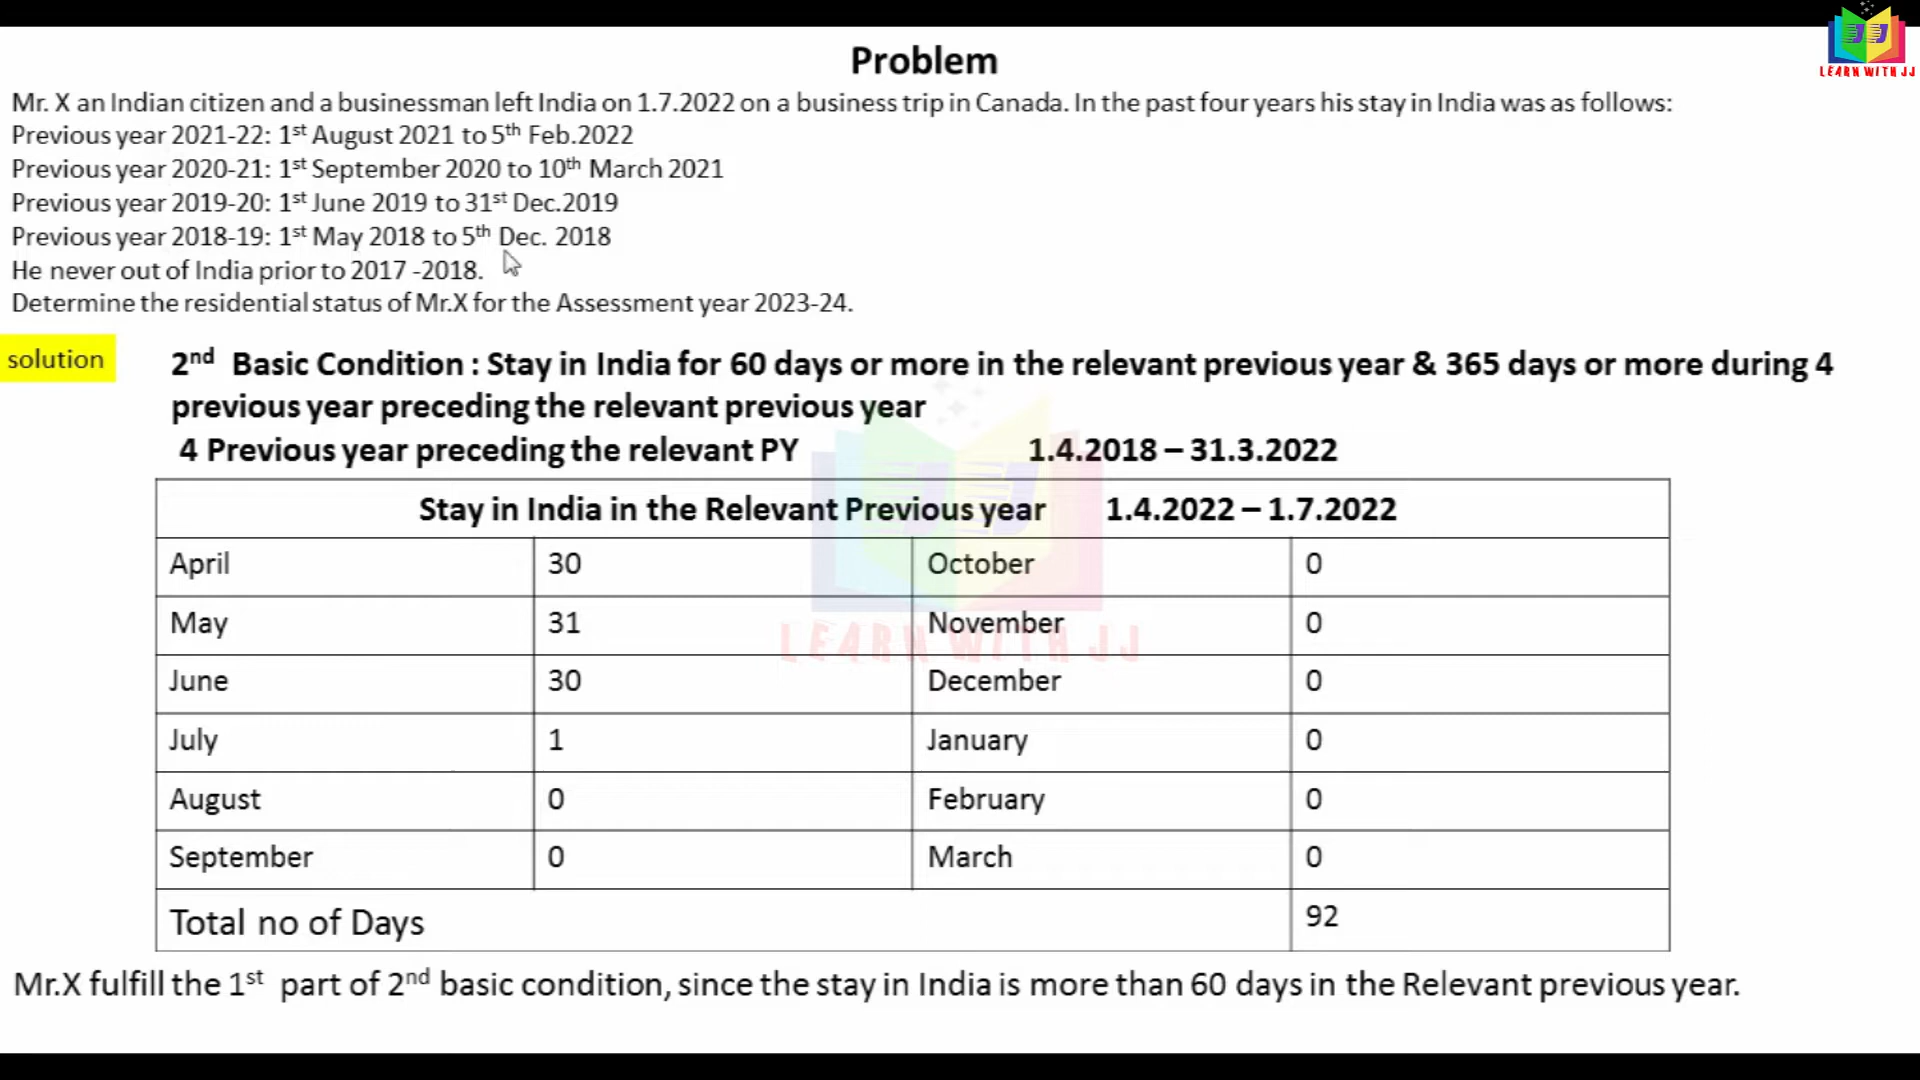 Problem
LEARN WITH JJ
Mr. X an Indian citizen and a businessman left India on 1.7.2022 on a business trip in Canada. In the past four years his stay in India was as follows:
Previous year 2021-22: 1st August 2021 to 5th Feb.2022
Previous year 2020-21: 1st September 2020 to 10th March 2021
Previous year 2019-20: 1st June 2019 to 31st Dec.2019
Previous year 2018-19: 1st May 2018 to 5th Dec. 2018
He never out of India prior to 2017 -2018.
Determine the residential status of Mr.X for the Assessment year 2023-24.
solution
2nd Basic Condition : Stay in India for 60 days or more in the relevant previous year & 365 days or more during 4
previous year preceding the relevant previous year
4 Previous year preceding the relevant PY 1.4.2018 – 31.3.2022
Stay in India in the Relevant Previous year 1.4.2022 – 1.7.2022
April 30 October 0
May 31 November 0
LEARN WITH JJ
June 30 December 0
July 1 January 0
August 0 February 0
September 0 March 0
Total no of Days 92
Mr.X fulfill the 1st part of 2nd basic condition, since the stay in India is more than 60 days in the Relevant previous year.